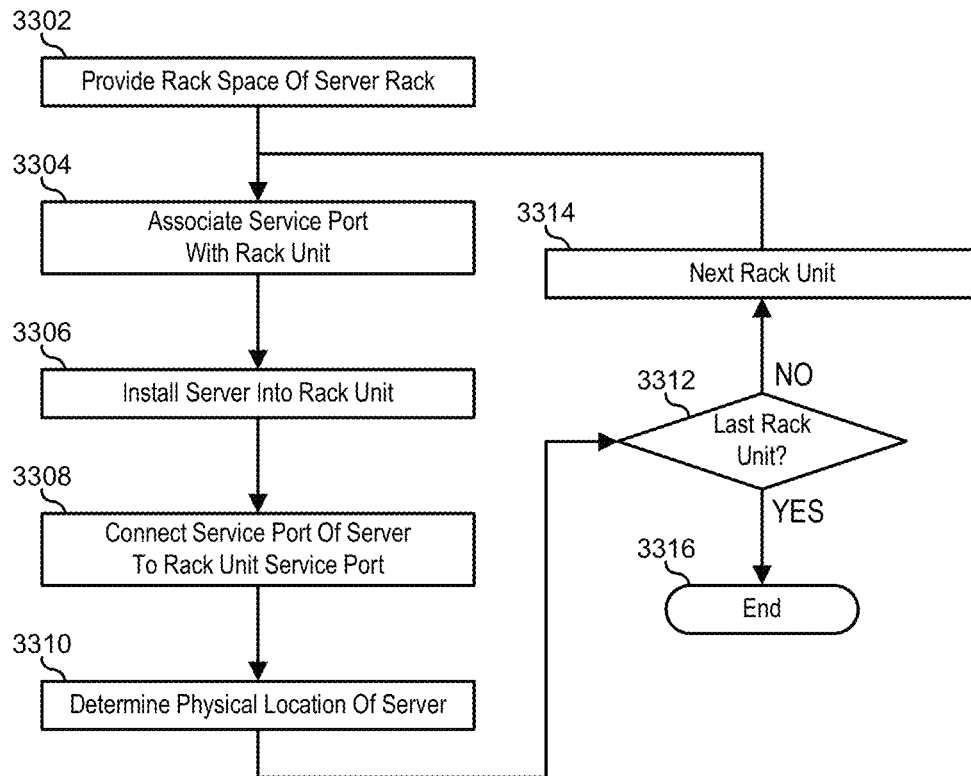 3302
Provide Rack Space Of Server Rack
3304
Associate Service Port
With Rack Unit
3306
Install Server Into Rack Unit
3308
Connect Service Port Of Server
To Rack Unit Service Port
3310
Determine Physical Location Of Server
3312
Last Rack
Unit?
NO
YES
3314
Next Rack Unit
3316
End